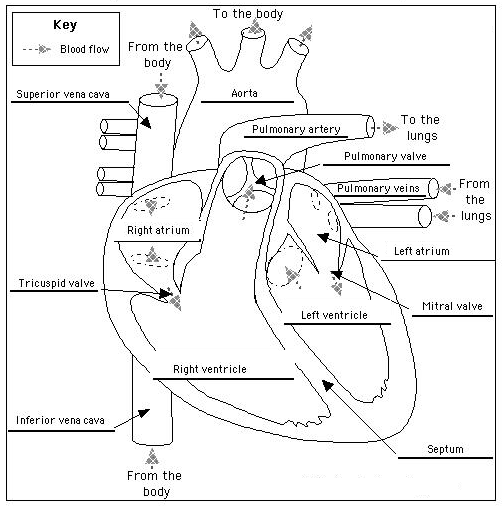 Key
Blood flow
To the body
From the
body
Superior vena cava
Aorta
Pulmonary artery
To the
lungs
Pulmonary valve
Pulmonary veins
From
the
lungs
Right atrium
Left atrium
Tricuspid valve
Mitral valve
Left ventricle
Right ventricle
Inferior vena cava
Septum
From the
body